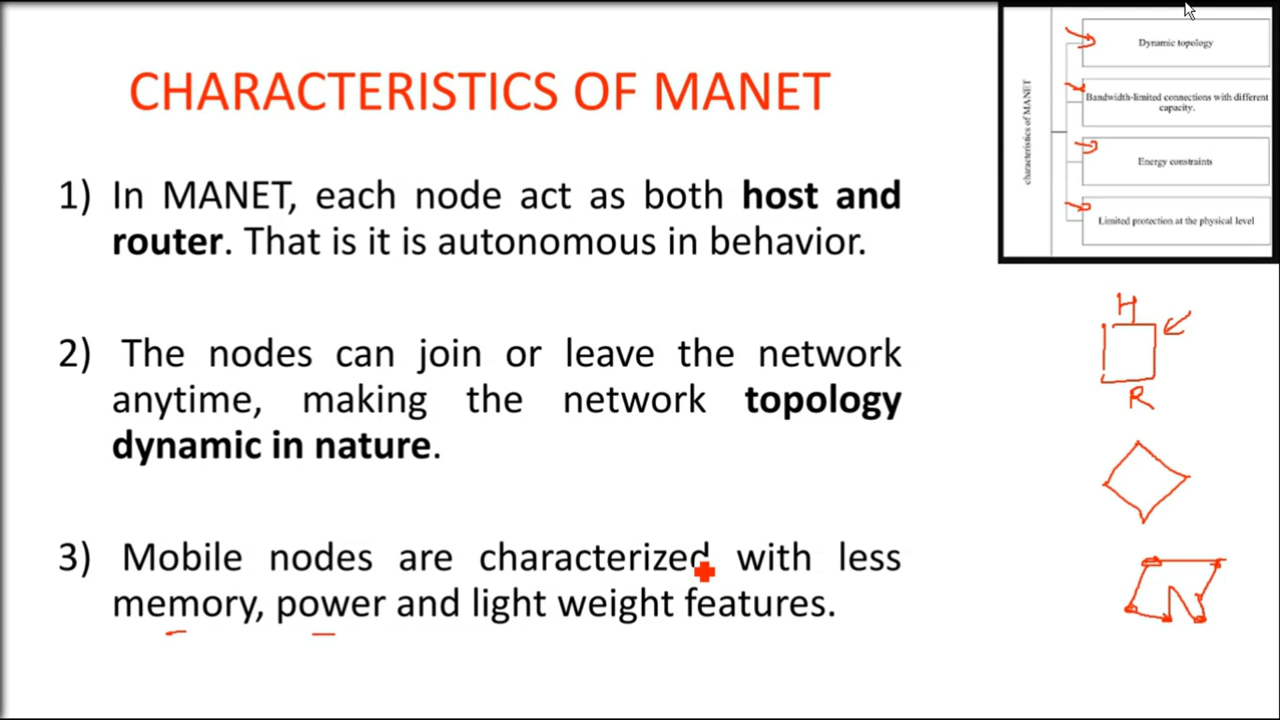 CHARACTERISTICS OF MANET
1) In MANET, each node act as both host and
router. That is it is autonomous in behavior.
2) The nodes can join or leave the network
anytime, making the network topology
dynamic in nature.
3) Mobile nodes are characterized with less
memory, power and light weight features.
characteristics of MANET
Dynamic topology
Bandwidth-limited connections with different
capacity.
Energy constraints
Limited protection at the physical level
H
R